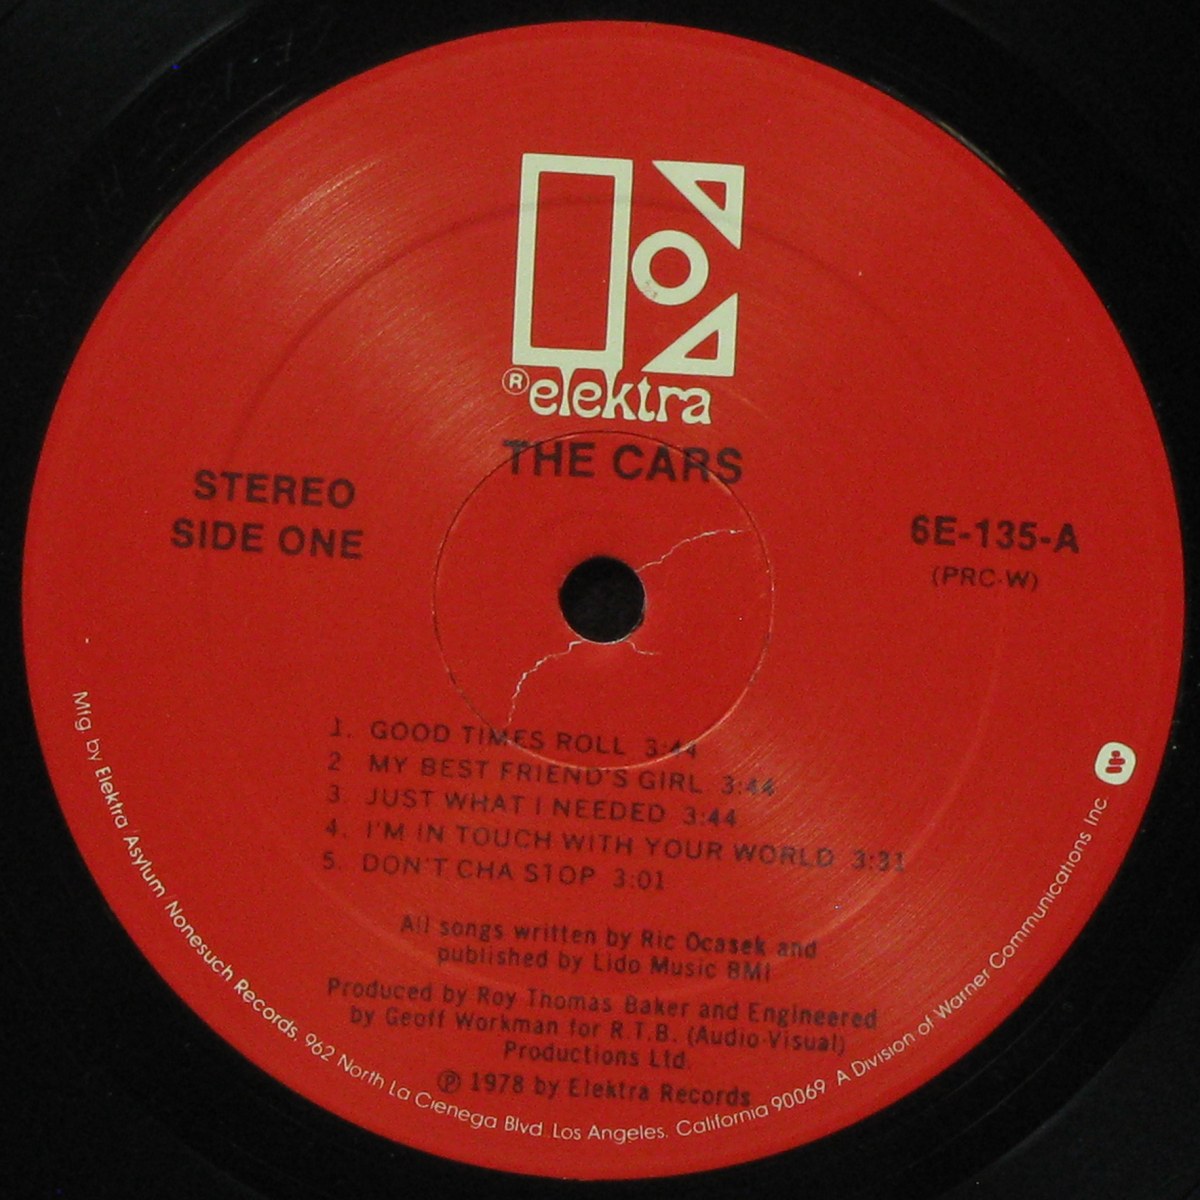 ® elektra
THE CARS
STEREO
SIDE ONE
6E-135-A
(PRC-W)
1. GOOD TIMES ROLL 3:44
2 MY BEST FRIEND'S GIRL 3:44
3. JUST WHAT I NEEDED 3:44
4. I'M IN TOUCH WITH YOUR WORLD 3:31
5. DON'T CHA STOP 3:01
All songs written by Ric Ocasek and
published by Lido Music BMI
Produced by Roy Thomas Baker and Engineered
by Geoff Workman for R.T.B. (Audio-Visual)
Productions Ltd.
℗ 1978 by Elektra Records
Mfg. by Elektra/Asylum Nonesuch Records, 962 North La Cienega Blvd. Los Angeles, California 90069 A Division of Warner Communications Inc.